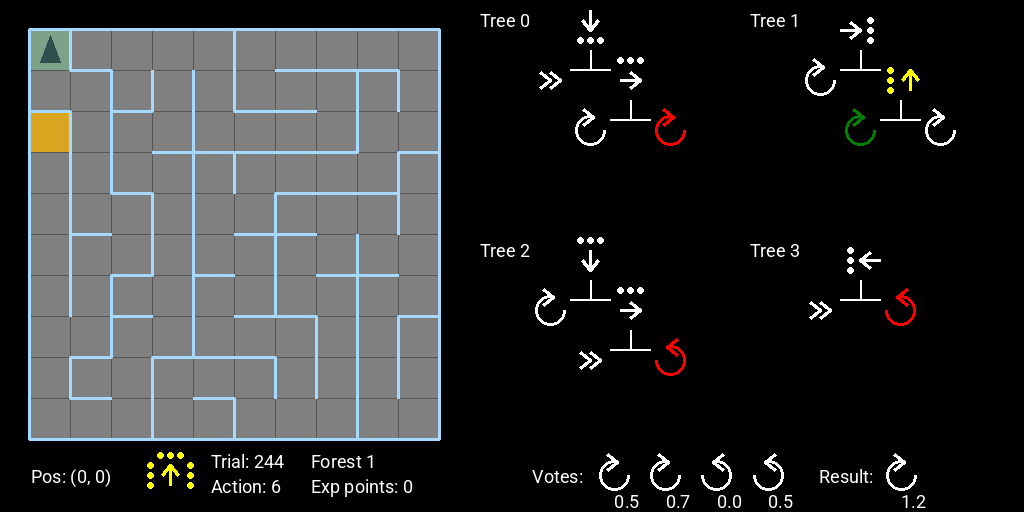 Tree 0
Tree 1
Tree 2
Tree 3
Pos: (0, 0)
Trial: 244
Forest 1
Action: 6
Exp points: 0
Votes:
0.5
0.7
0.0
0.5
Result:
1.2